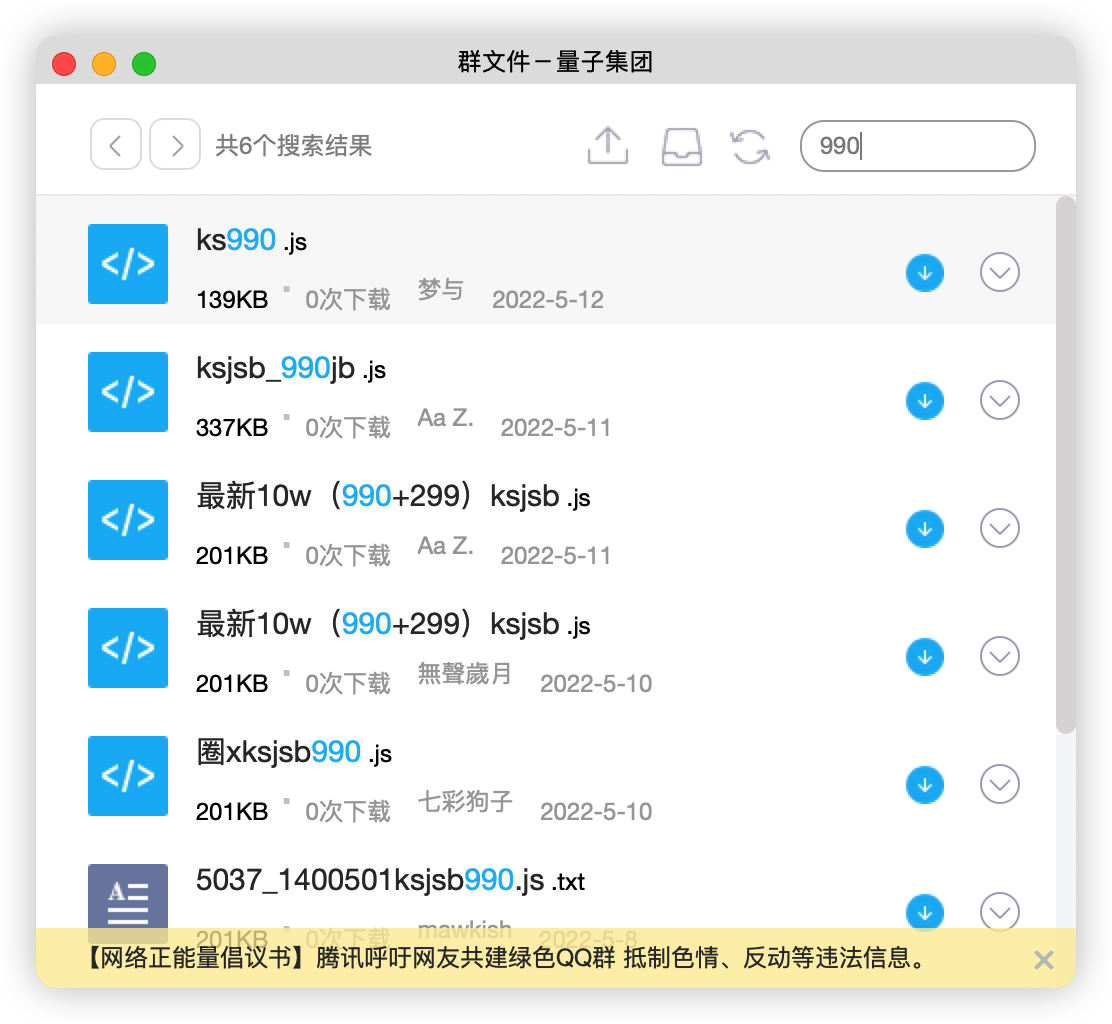 群文件－量子集团
共6个搜索结果
990
ks990 .js
139KB 0次下载 梦与 2022-5-12
ksjsb_990jb .js
337KB 0次下载 Aa Z. 2022-5-11
最新10w（990+299）ksjsb .js
201KB 0次下载 Aa Z. 2022-5-11
最新10w（990+299）ksjsb .js
201KB 0次下载 無聲歲月 2022-5-10
圈xksjsb990 .js
201KB 0次下载 七彩狗子 2022-5-10
5037_1400501ksjsb990.js .txt
201KB 0次下载 mawkish 2022-5-8
【网络正能量倡议书】腾讯呼吁网友共建绿色QQ群 抵制色情、反动等违法信息。